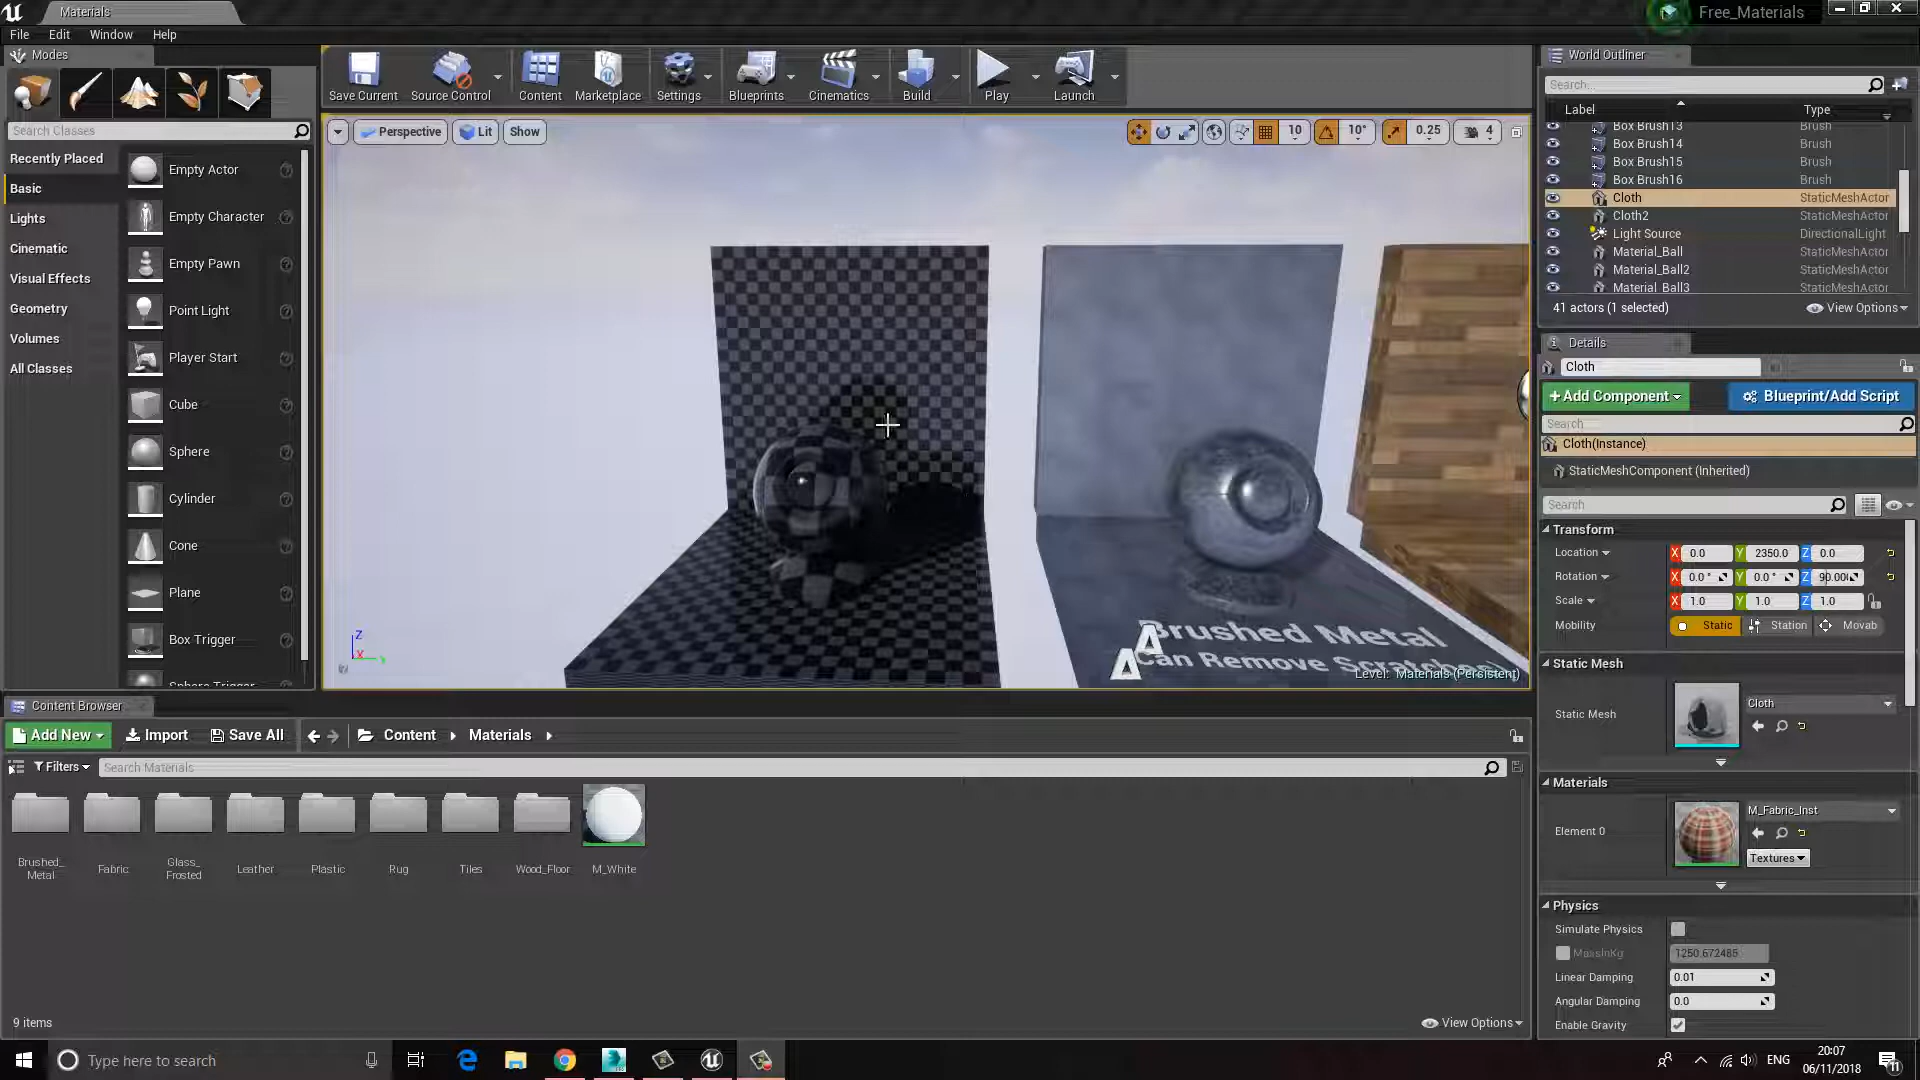 Materials
Free_Materials
File Edit Window Help
Modes
Search Classes
Recently Placed
Basic
Lights
Cinematic
Visual Effects
Geometry
Volumes
All Classes
Empty Actor
Empty Character
Empty Pawn
Point Light
Player Start
Cube
Sphere
Cylinder
Cone
Plane
Box Trigger
Sphere Trigger
Save Current Source Control Content Marketplace Settings Blueprints Cinematics Build Play Launch
Perspective Lit Show
10 10° 0.25 4
Brushed Metal
Can Remove Scratches
Level: Materials (Persistent)
Z
X Y
World Outliner
Search...
Label Type
Box Brush13 Brush
Box Brush14 Brush
Box Brush15 Brush
Box Brush16 Brush
Cloth StaticMeshActor
Cloth2 StaticMeshActor
Light Source DirectionalLight
Material_Ball StaticMeshActor
Material_Ball2 StaticMeshActor
Material_Ball3 StaticMeshActor
41 actors (1 selected) View Options
Details
Cloth
+Add Component Blueprint/Add Script
Search
Cloth(Instance)
StaticMeshComponent (Inherited)
Search
Transform
Location X 0.0 Y 2350.0 Z 0.0
Rotation X 0.0 ° Y 0.0 ° Z 90.00
Scale X 1.0 Y 1.0 Z 1.0
Mobility Static Station Movab
Static Mesh
Static Mesh Cloth
Materials
Element 0 M_Fabric_Inst
Textures
Physics
Simulate Physics
MassInKg 1250.672485
Linear Damping 0.01
Angular Damping 0.0
Enable Gravity
Content Browser
Add New Import Save All Content Materials
Filters Search Materials
Brushed_
Metal
Fabric
Glass_
Frosted
Leather
Plastic
Rug
Tiles
Wood_Floor
M_White
9 items View Options
Type here to search
ENG
20:07
06/11/2018
11